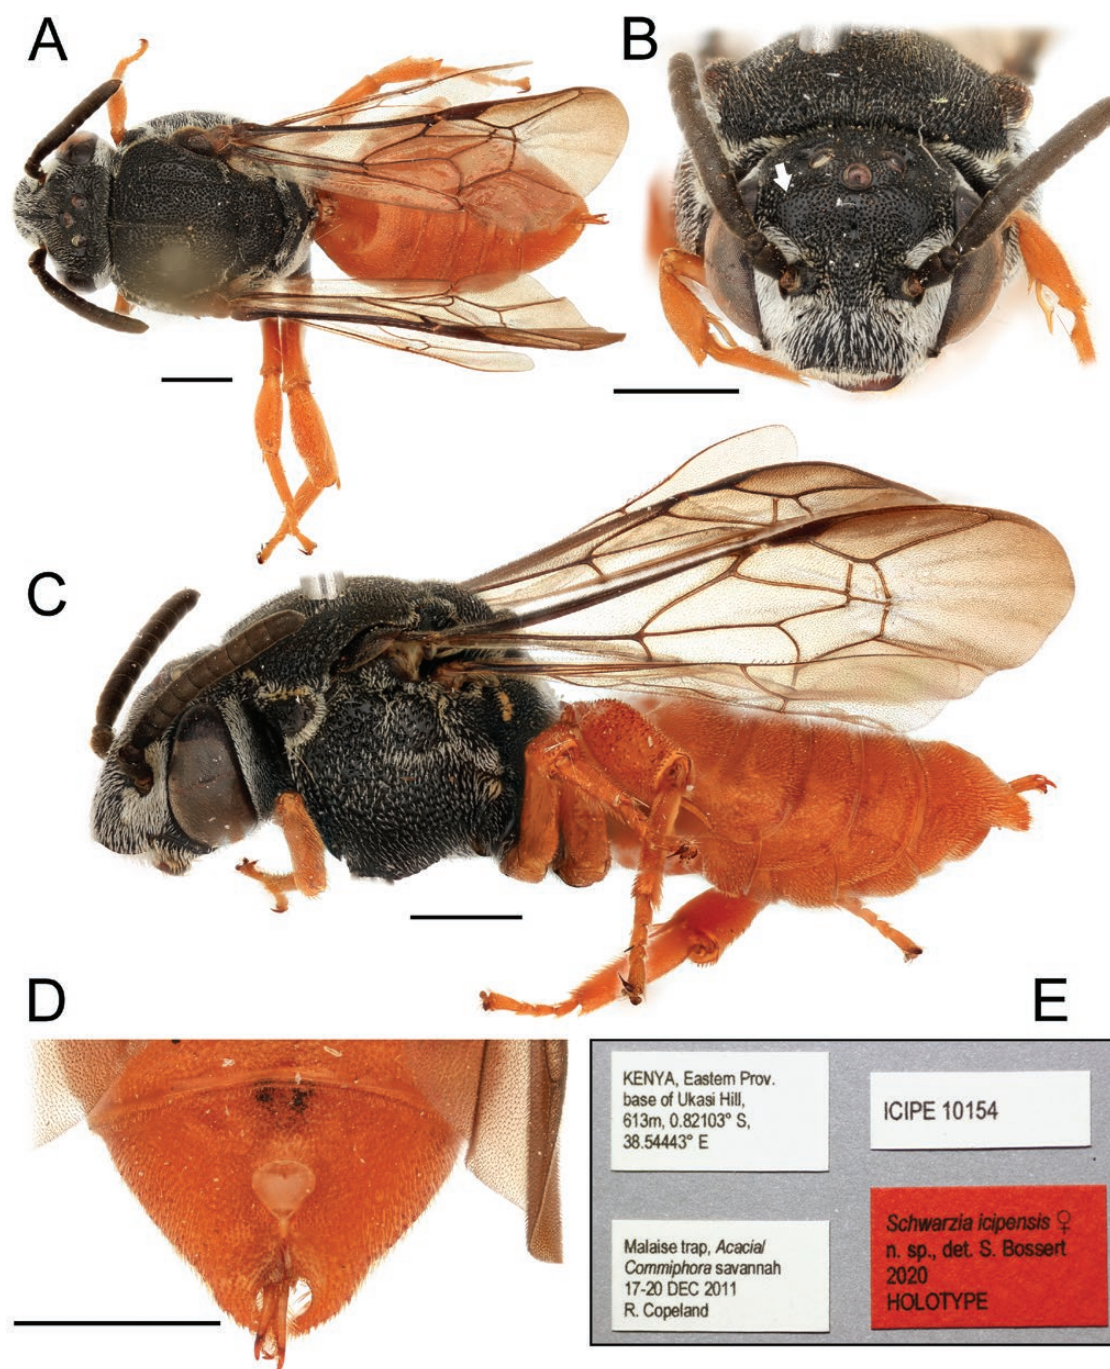 A
B
C
D
E
KENYA, Eastern Prov.
base of Ukasi Hill,
613m, 0.82103° S,
38.54443° E
ICIPE 10154
Malaise trap, Acacia/
Commiphora savannah
17-20 DEC 2011
R. Copeland
Schwarzia icipensis ♀
n. sp., det. S. Bossert
2020
HOLOTYPE